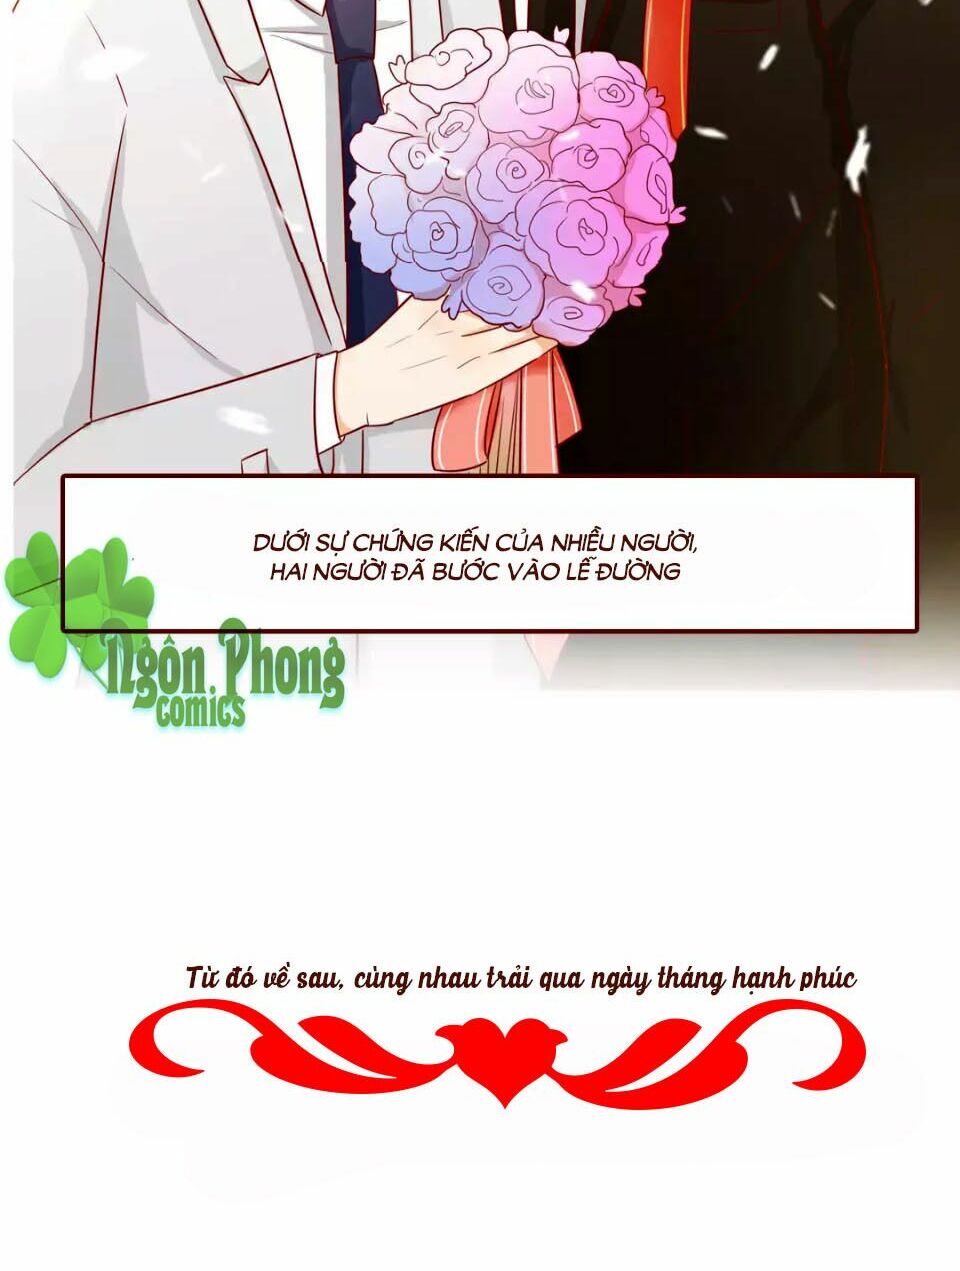 DƯỚI SỰ CHỨNG KIẾN CỦA NHIỀU NGƯỜI,
HAI NGƯỜI ĐÃ BƯỚC VÀO LỄ ĐƯỜNG
Ngôn Phong
comics
Từ đó về sau, cùng nhau trải qua ngày tháng hạnh phúc